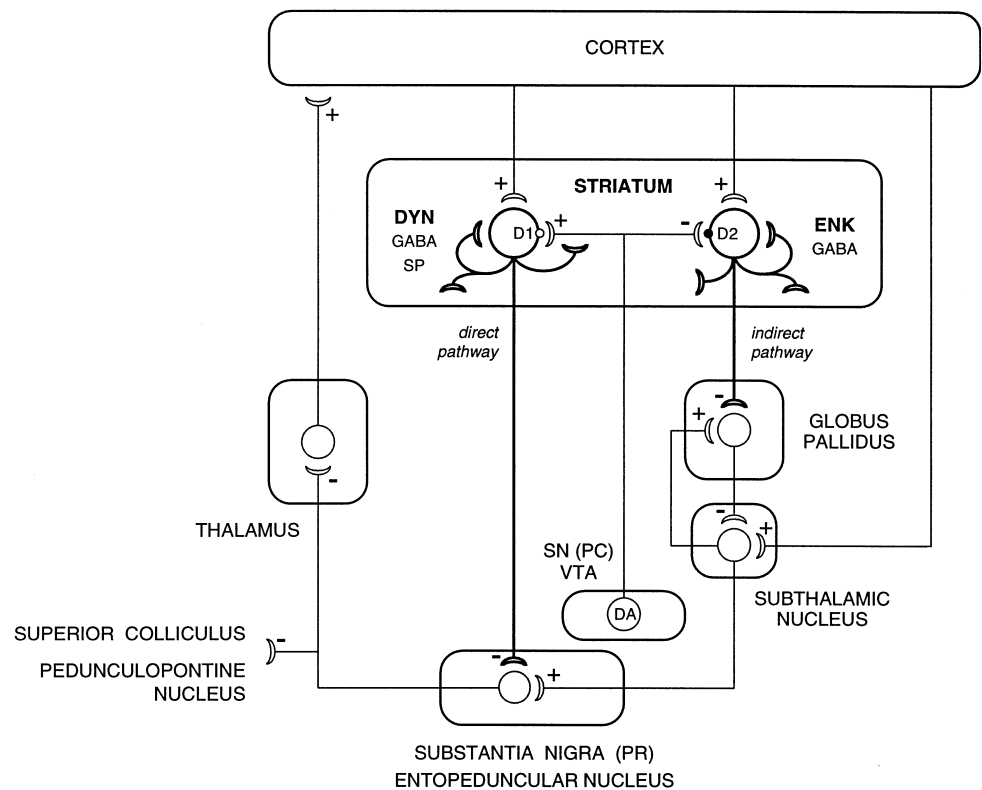 CORTEX
+
+
STRIATUM
+
DYN
GABA
SP
D1
+
-
D2
ENK
GABA
direct
pathway
indirect
pathway
-
+
GLOBUS
PALLIDUS
-
THALAMUS
-
+
SN (PC)
VTA
DA
SUBTHALAMIC
NUCLEUS
SUPERIOR COLLICULUS
-
PEDUNCULOPONTINE
NUCLEUS
-
+
SUBSTANTIA NIGRA (PR)
ENTOPEDUNCULAR NUCLEUS